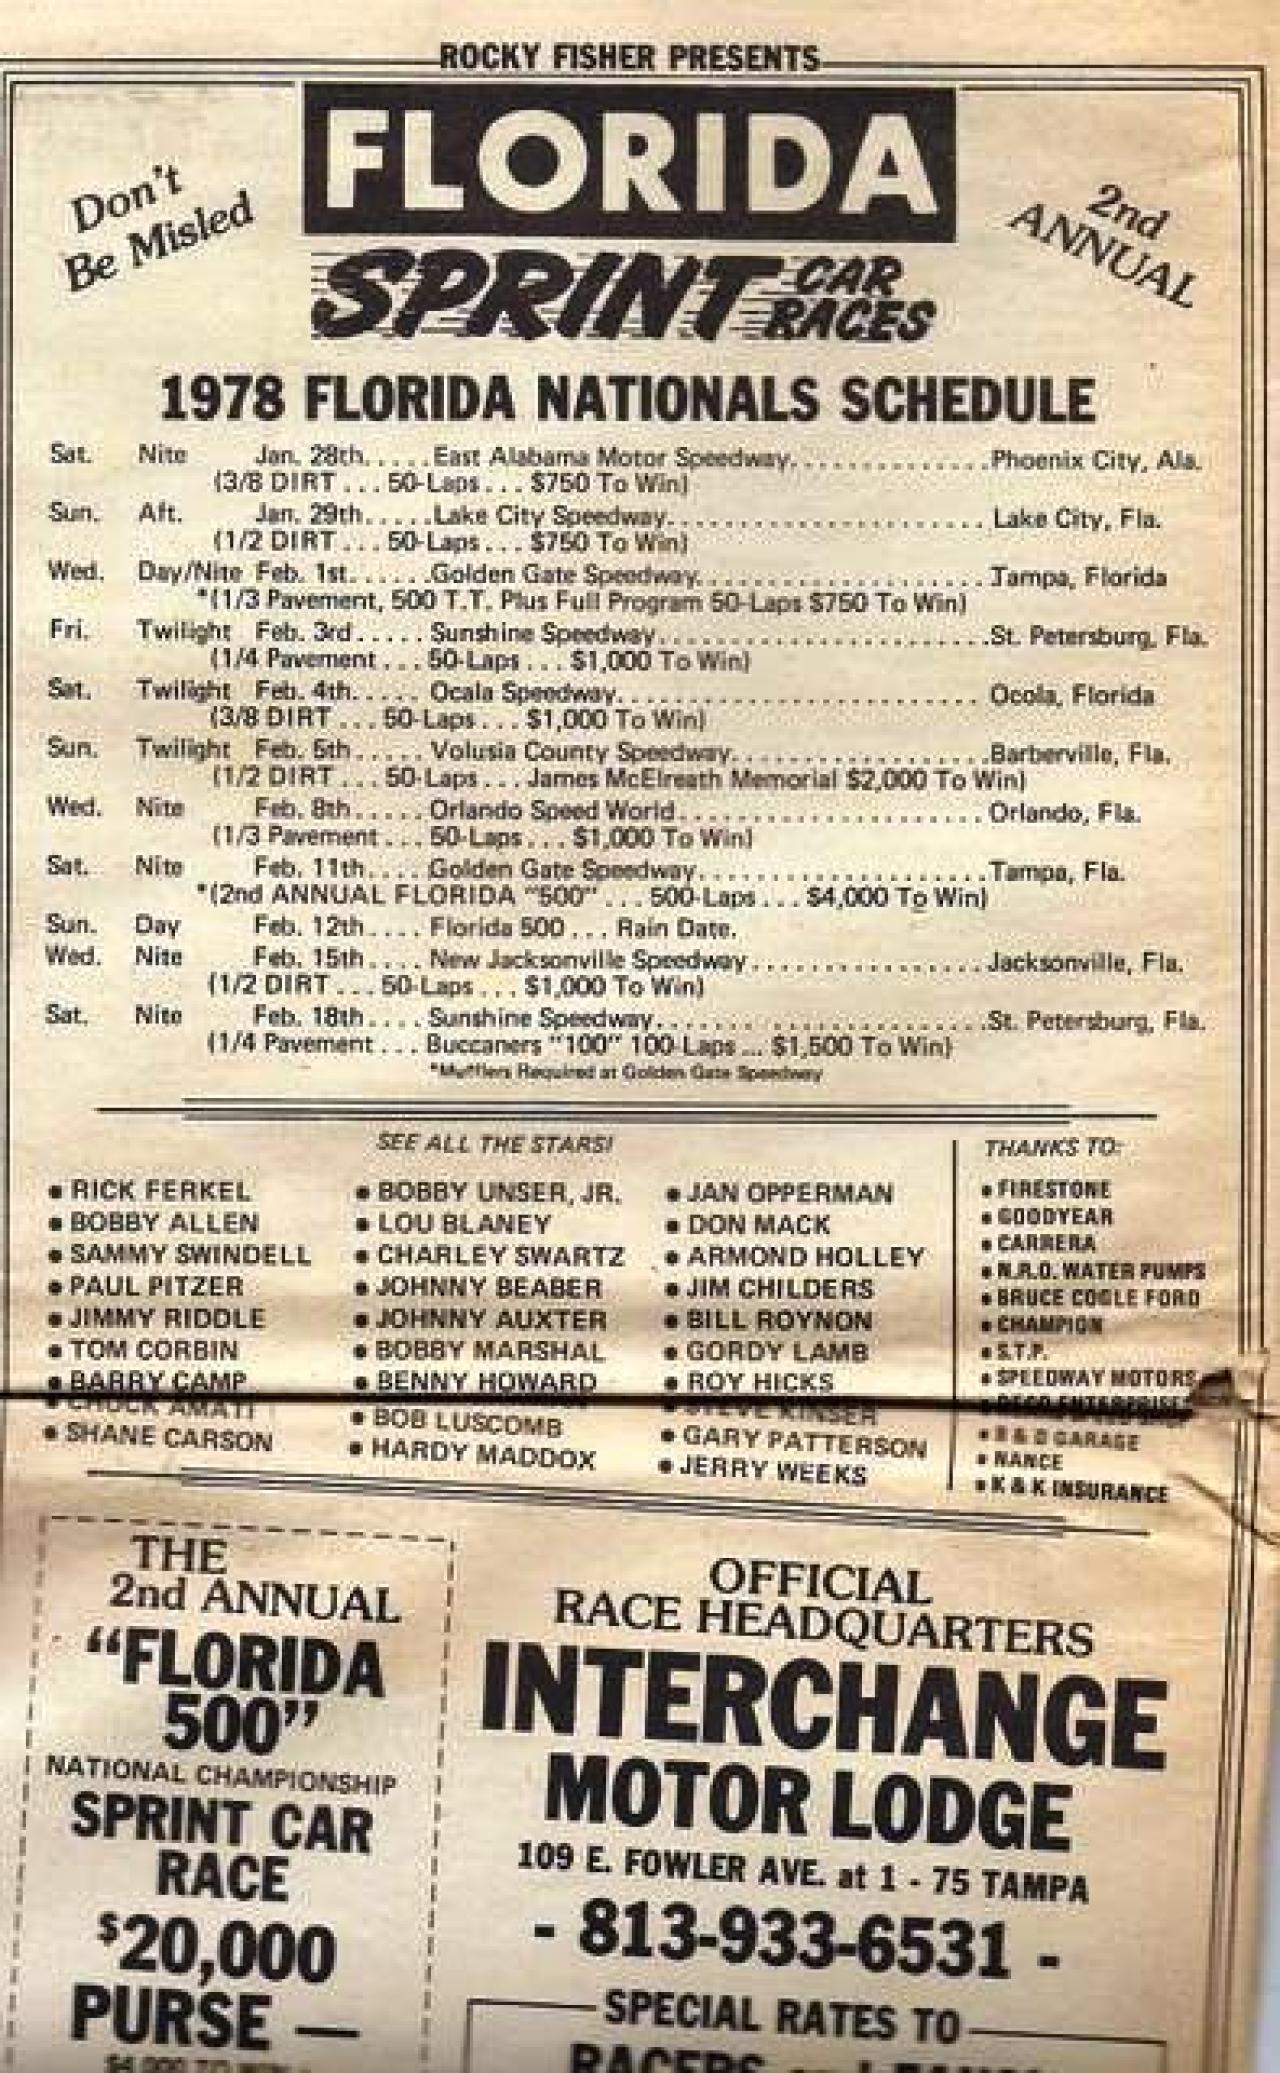 ROCKY FISHER PRESENTS
Don't
Be Misled
FLORIDA
SPRINT CAR
RACES
2nd
ANNUAL
1978 FLORIDA NATIONALS SCHEDULE
Sat. Nite Jan. 28th.....East Alabama Motor Speedway...............Phoenix City, Ala.
(3/8 DIRT ... 50-Laps ... $750 To Win)
Sun. Aft. Jan. 29th.....Lake City Speedway........................ Lake City, Fla.
(1/2 DIRT ... 50-Laps ... $750 To Win)
Wed. Day/Nite Feb. 1st......Golden Gate Speedway......................Tampa, Florida
*(1/3 Pavement, 500 T.T. Plus Full Program 50-Laps $750 To Win)
Fri. Twilight Feb. 3rd..... Sunshine Speedway.........................St. Petersburg, Fla.
(1/4 Pavement ... 50-Laps ... $1,000 To Win)
Sat. Twilight Feb. 4th..... Ocala Speedway........................... Ocola, Florida
(3/8 DIRT ... 50-Laps ... $1,000 To Win)
Sun. Twilight Feb. 5th..... Volusia County Speedway...................Barberville, Fla.
(1/2 DIRT ... 50-Laps ... James McElreath Memorial $2,000 To Win)
Wed. Nite Feb. 8th..... Orlando Speed World....................... Orlando, Fla.
(1/3 Pavement ... 50-Laps ... $1,000 To Win)
Sat. Nite Feb. 11th.....Golden Gate Speedway......................Tampa, Fla.
*(2nd ANNUAL FLORIDA "500" ... 500-Laps ... $4,000 To Win)
Sun. Day Feb. 12th.... Florida 500 ... Rain Date.
Wed. Nite Feb. 15th.... New Jacksonville Speedway..................Jacksonville, Fla.
(1/2 DIRT ... 50-Laps ... $1,000 To Win)
Sat. Nite Feb. 18th.... Sunshine Speedway.........................St. Petersburg, Fla.
(1/4 Pavement ... Buccaners "100" 100-Laps ... $1,500 To Win)
*Mufflers Required at Golden Gate Speedway
SEE ALL THE STARS!
• RICK FERKEL
• BOBBY ALLEN
• SAMMY SWINDELL
• PAUL PITZER
• JIMMY RIDDLE
• TOM CORBIN
• BARRY CAMP
• CHUCK AMATI
• SHANE CARSON
• BOBBY UNSER, JR.
• LOU BLANEY
• CHARLEY SWARTZ
• JOHNNY BEABER
• JOHNNY AUXTER
• BOBBY MARSHAL
• BENNY HOWARD
• BOB LUSCOMB
• HARDY MADDOX
• JAN OPPERMAN
• DON MACK
• ARMOND HOLLEY
• JIM CHILDERS
• BILL ROYNON
• GORDY LAMB
• ROY HICKS
• STEVE KINSER
• GARY PATTERSON
• JERRY WEEKS
THANKS TO:
• FIRESTONE
• GOODYEAR
• CARRERA
• N.R.O. WATER PUMPS
• BRUCE COGLE FORD
• CHAMPION
• S.T.P.
• SPEEDWAY MOTORS
• ENTERPRISES
• GARAGE
• NANCE
• K & K INSURANCE
THE
2nd ANNUAL
"FLORIDA
500"
NATIONAL CHAMPIONSHIP
SPRINT CAR
RACE
$20,000
PURSE —
$4,000 TO WIN
OFFICIAL
RACE HEADQUARTERS
INTERCHANGE
MOTOR LODGE
109 E. FOWLER AVE. at 1 - 75 TAMPA
- 813-933-6531 -
SPECIAL RATES TO
RACERS